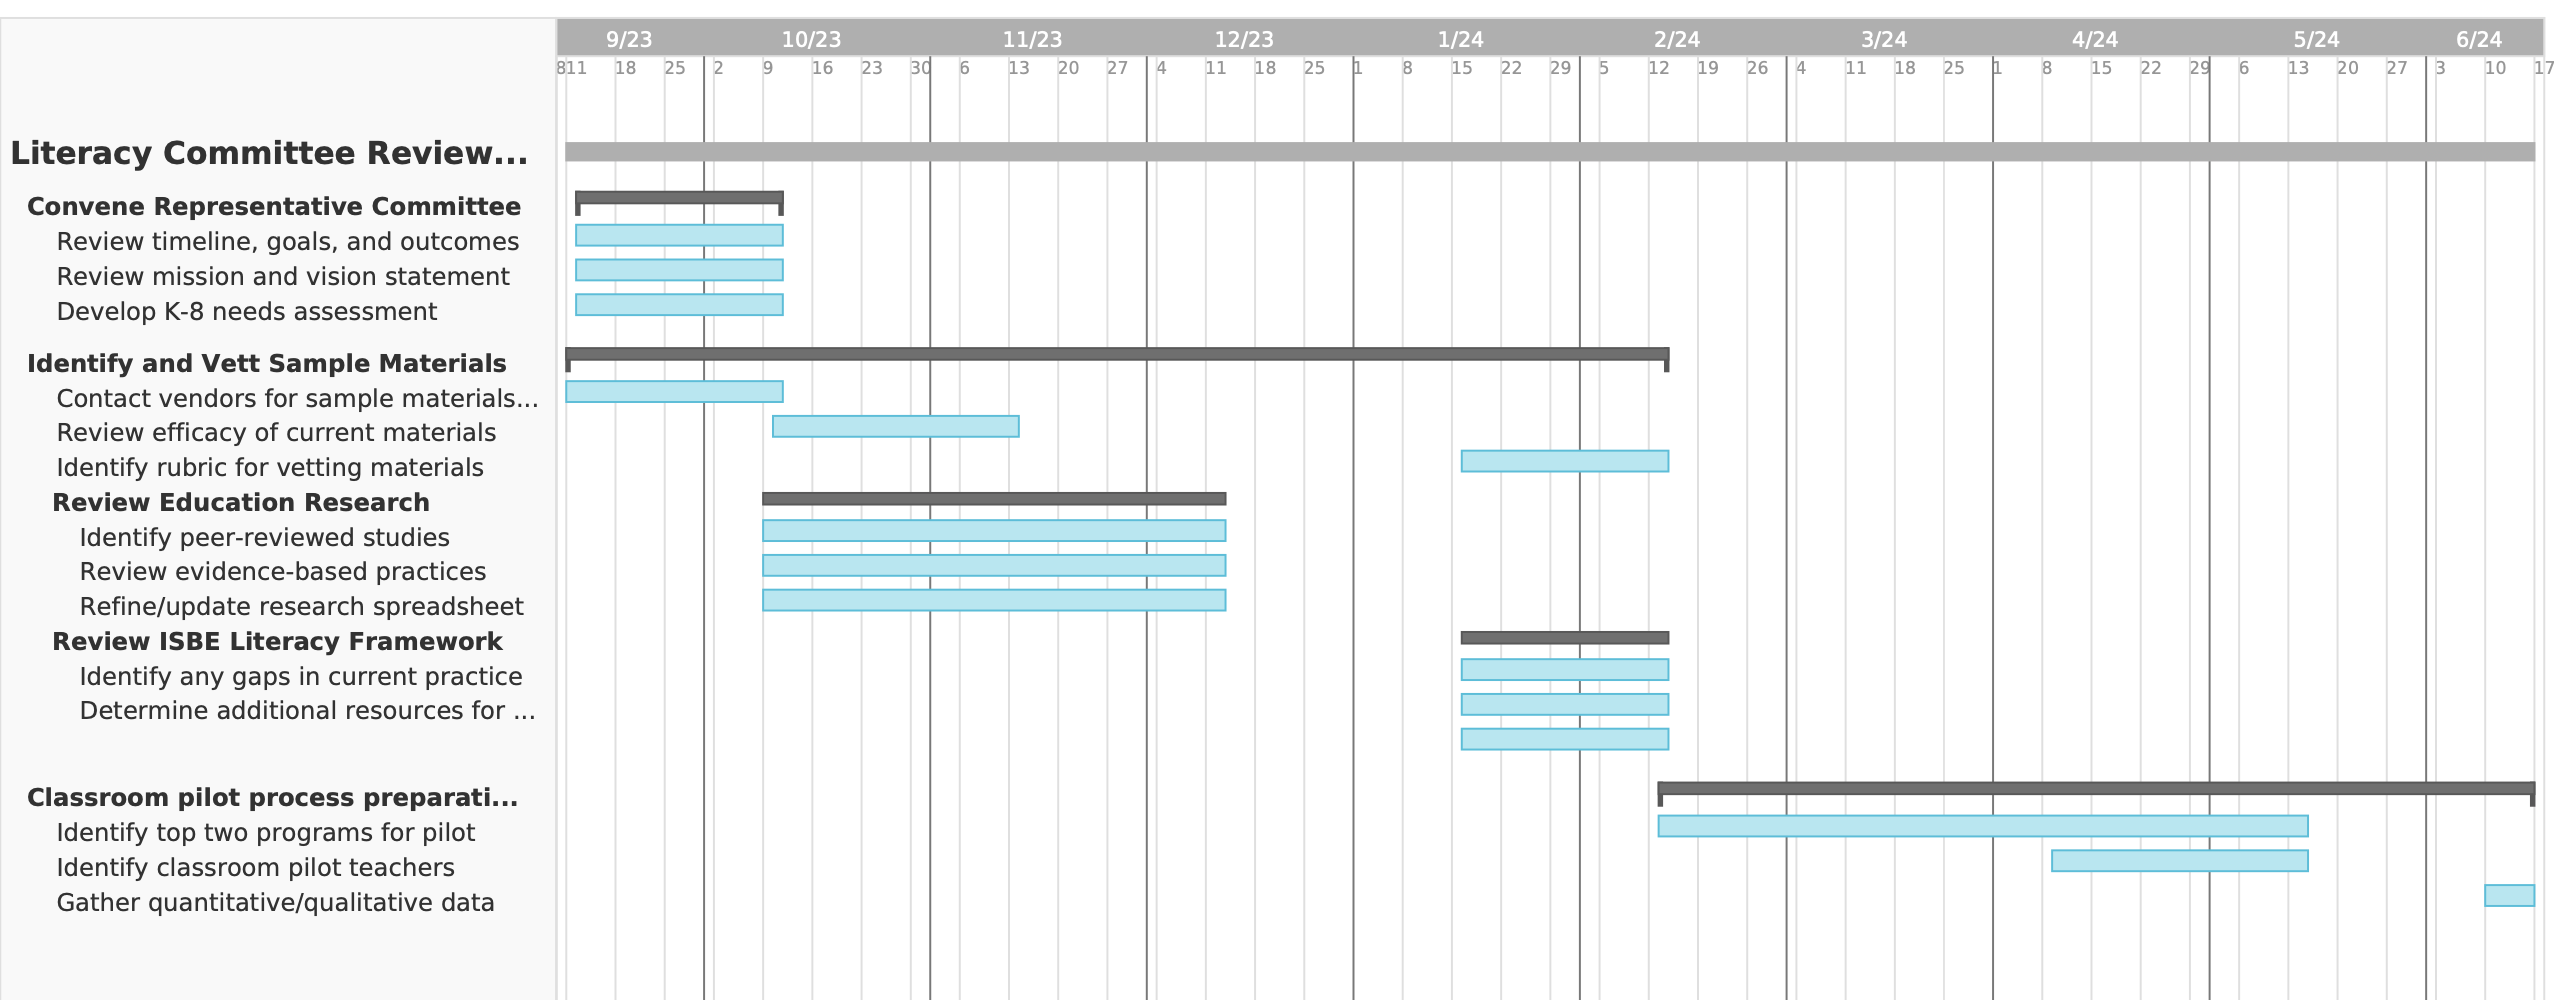 9/23 10/23 11/23 12/23 1/24 2/24 3/24 4/24 5/24 6/24
8 11 18 25 2 9 16 23 30 6 13 20 27 4 11 18 25 1 8 15 22 29 5 12 19 26 4 11 18 25 1 8 15 22 29 6 13 20 27 3 10 17
Literacy Committee Review...
Convene Representative Committee
Review timeline, goals, and outcomes
Review mission and vision statement
Develop K-8 needs assessment
Identify and Vett Sample Materials
Contact vendors for sample materials...
Review efficacy of current materials
Identify rubric for vetting materials
Review Education Research
Identify peer-reviewed studies
Review evidence-based practices
Refine/update research spreadsheet
Review ISBE Literacy Framework
Identify any gaps in current practice
Determine additional resources for ...
Classroom pilot process preparati...
Identify top two programs for pilot
Identify classroom pilot teachers
Gather quantitative/qualitative data